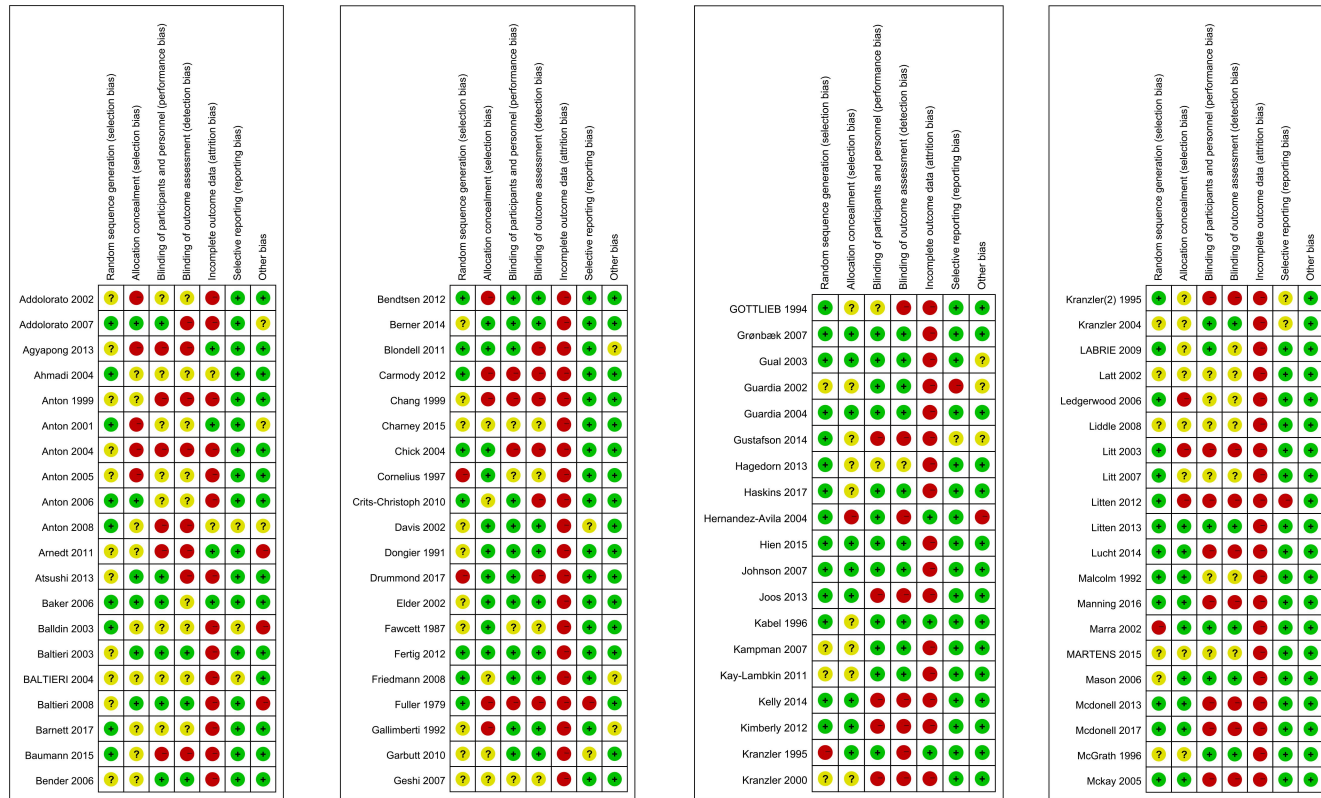 Random sequence generation (selection bias)
Allocation concealment (selection bias)
Blinding of participants and personnel (performance bias)
Blinding of outcome assessment (detection bias)
Incomplete outcome data (attrition bias)
Selective reporting (reporting bias)
Other bias
Addolorato 2002 ? – ? ? – + +
Addolorato 2007 + + + – – + ?
Agyapong 2013 ? – – – + + +
Ahmadi 2004 + ? ? ? ? + +
Anton 1999 ? ? – – – + +
Anton 2001 + – ? ? + + ?
Anton 2004 ? – – – – + +
Anton 2005 ? – ? ? – + +
Anton 2006 + + ? ? – + +
Anton 2008 + ? – – ? ? ?
Arnedt 2011 ? ? – – + + –
Atsushi 2013 ? + + – – + +
Baker 2006 + + + ? + + +
Balldin 2003 + ? ? ? – ? –
Baltieri 2003 ? + + + – + +
BALTIERI 2004 ? ? ? ? – ? +
Baltieri 2008 ? + + + – + –
Barnett 2017 + ? ? ? – + +
Baumann 2015 + ? – – – + +
Bender 2006 ? ? + + – + +
Random sequence generation (selection bias)
Allocation concealment (selection bias)
Blinding of participants and personnel (performance bias)
Blinding of outcome assessment (detection bias)
Incomplete outcome data (attrition bias)
Selective reporting (reporting bias)
Other bias
Bendtsen 2012 + – + + – + +
Berner 2014 ? + + + – + +
Blondell 2011 + + + – – + ?
Carmody 2012 + – – – – + +
Chang 1999 ? – – – – + +
Charney 2015 ? ? ? ? – + +
Chick 2004 + + – – – + +
Cornelius 1997 – + ? ? – + +
Crits-Christoph 2010 + ? + – – + +
Davis 2002 ? + + + – ? +
Dongier 1991 ? + + + – + +
Drummond 2017 – + + – – + +
Elder 2002 ? + + + – + +
Fawcett 1987 ? + ? ? – + +
Fertig 2012 + + + + – + +
Friedmann 2008 + ? + + – + ?
Fuller 1979 + – – – – – +
Gallimberti 1992 ? – + + – + ?
Garbutt 2010 ? ? + + – ? +
Geshi 2007 ? ? ? ? – + +
Random sequence generation (selection bias)
Allocation concealment (selection bias)
Blinding of participants and personnel (performance bias)
Blinding of outcome assessment (detection bias)
Incomplete outcome data (attrition bias)
Selective reporting (reporting bias)
Other bias
GOTTLIEB 1994 + ? ? – – + +
Grønbæk 2007 + + + + – + +
Gual 2003 + + + + – + ?
Guardia 2002 ? ? + + – – ?
Guardia 2004 + + + + – + +
Gustafson 2014 + ? – – – ? ?
Hagedorn 2013 + ? ? ? – + +
Haskins 2017 + ? + + – + +
Hernandez-Avila 2004 + – + – + + –
Hien 2015 + + + + – + +
Johnson 2007 + + + + – + +
Joos 2013 + + – – – + +
Kabel 1996 + ? + + + + +
Kampman 2007 ? ? + + – + +
Kay-Lambkin 2011 ? ? + + – + +
Kelly 2014 + + – – – + +
Kimberly 2012 + + – – – + +
Kranzler 1995 – + + – + + +
Kranzler 2000 ? ? – – – + +
Random sequence generation (selection bias)
Allocation concealment (selection bias)
Blinding of participants and personnel (performance bias)
Blinding of outcome assessment (detection bias)
Incomplete outcome data (attrition bias)
Selective reporting (reporting bias)
Other bias
Kranzler(2) 1995 + ? – – – ? +
Kranzler 2004 ? ? + + – ? +
LABRIE 2009 + ? + ? – + +
Latt 2002 ? ? ? ? – + +
Ledgerwood 2006 + – ? ? – + +
Liddle 2008 ? ? ? ? – + +
Litt 2003 + – – – – + +
Litt 2007 + ? ? ? – + +
Litten 2012 + – – – – – +
Litten 2013 + + + + – + +
Lucht 2014 + + – – – + +
Malcolm 1992 + + ? ? – + +
Manning 2016 + + – – – + +
Marra 2002 – + + + – + +
MARTENS 2015 ? ? ? ? – + +
Mason 2006 ? + + + – + +
Mcdonell 2013 + + – – – + +
Mcdonell 2017 + + – – – + +
McGrath 1996 ? ? + + – + +
Mckay 2005 + + – – – + +